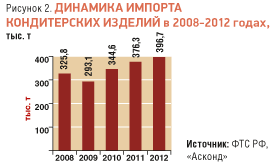 Рисунок 2. ДИНАМИКА ИМПОРТА
КОНДИТЕРСКИХ ИЗДЕЛИЙ в 2008-2012 годах,
тыс. т
тыс. т
400
300
200
100
325,8
293,1
344,6
376,3
396,7
2008 2009 2010 2011 2012
Источник: ФТС РФ,
«Асконд»